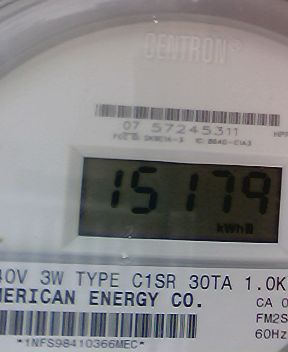 CENTRON®
07 57245311
15179
kWh
40V 3W TYPE C1SR 30TA 1.0K
MERICAN ENERGY CO.
CA 0
FM2S
60Hz
*1NFS98410366MEC*